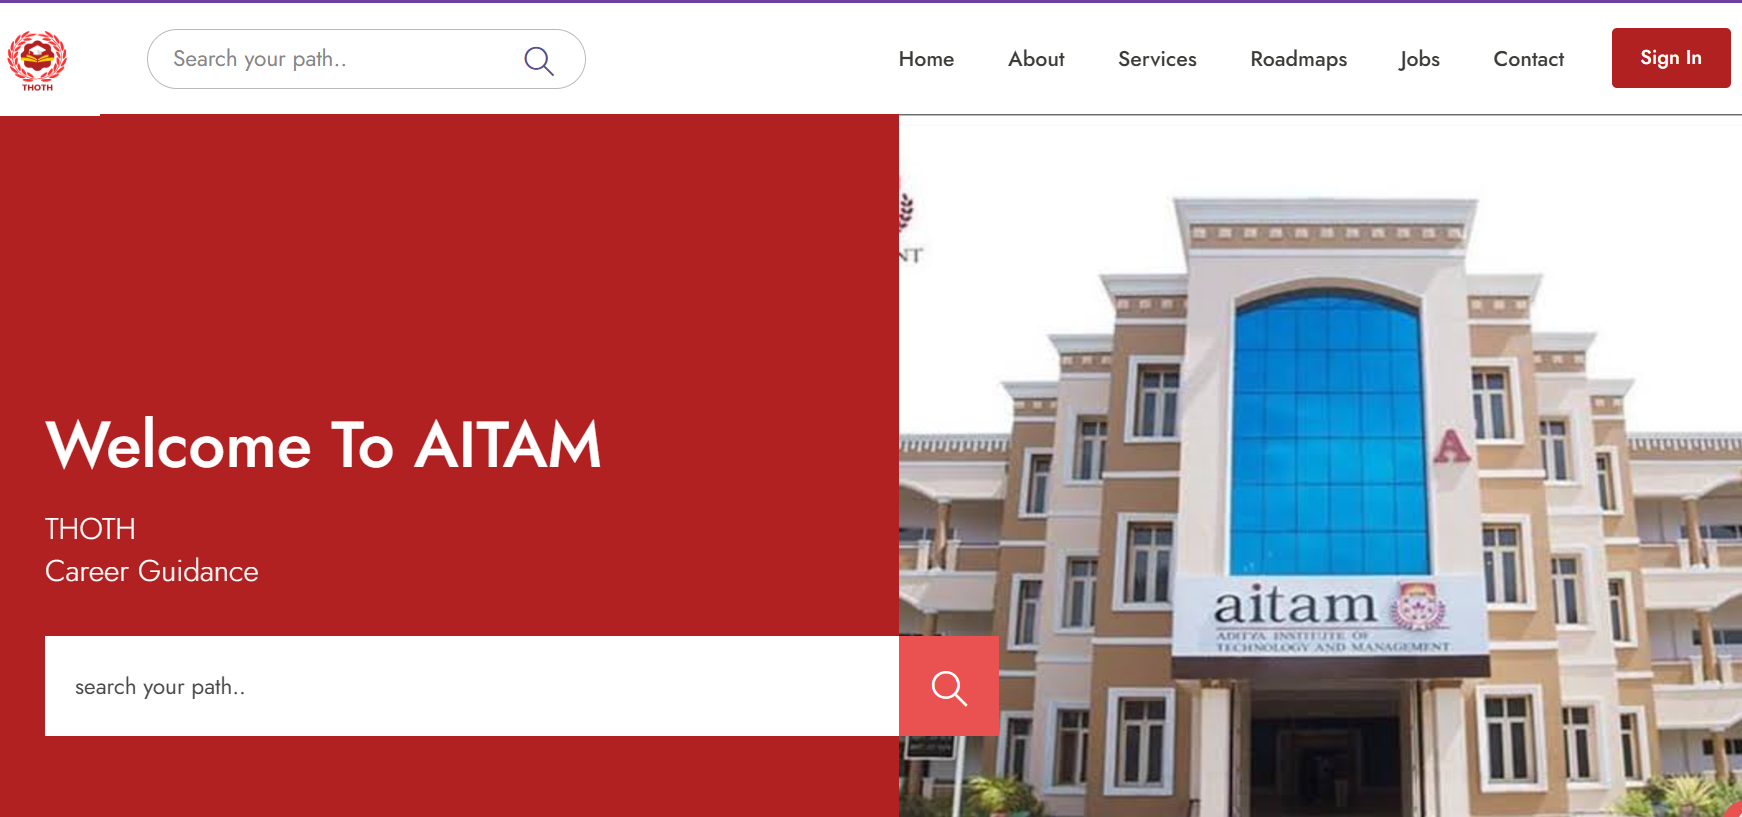 THOTH
Search your path..
Home
About
Services
Roadmaps
Jobs
Contact
Sign In
Welcome To AITAM
THOTH
Career Guidance
search your path..
NT
A
aitam
ADITYA INSTITUTE OF
TECHNOLOGY AND MANAGEMENT